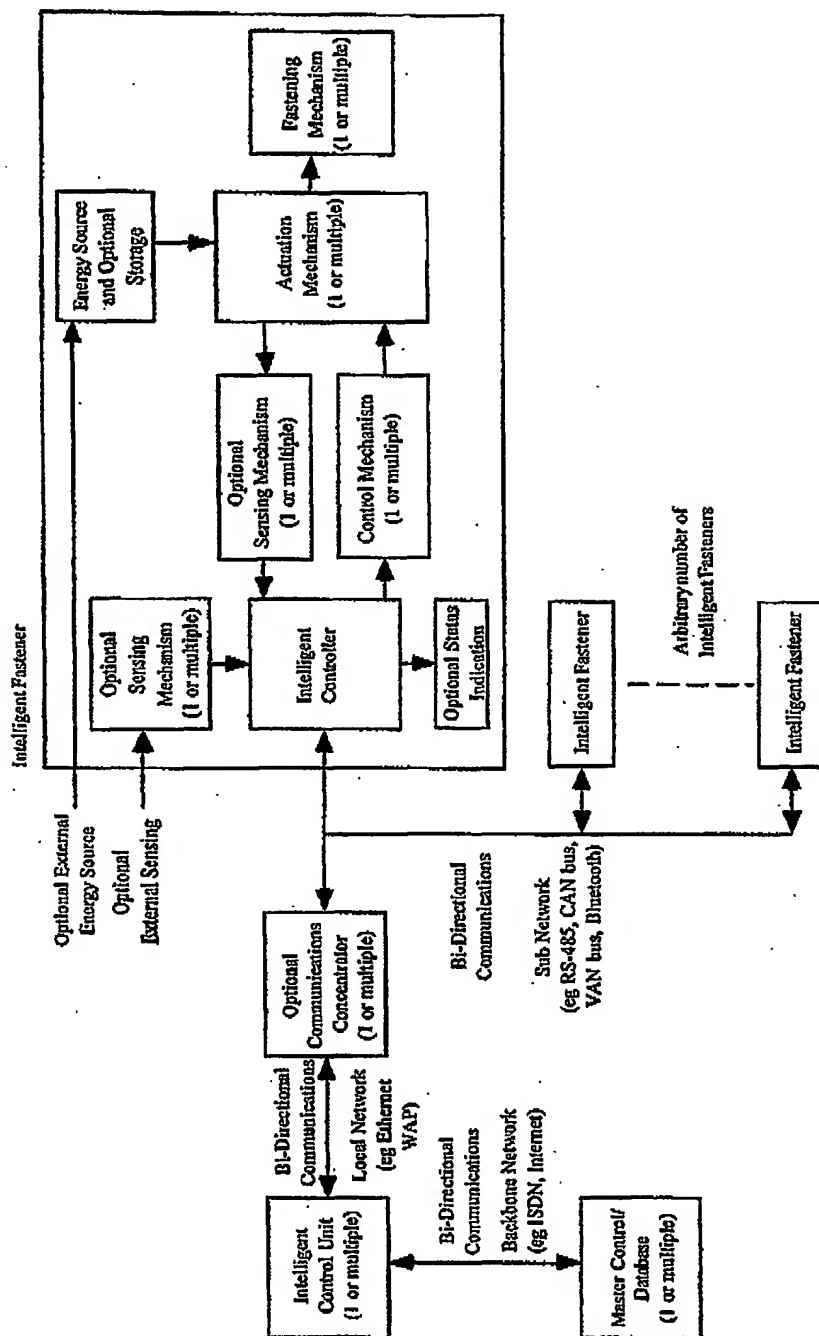 Intelligent Fastener
Optional External
Energy Source
Optional
External Sensing
Energy Source
and Optional
Storage
Optional
Sensing
Mechanism
(1 or multiple)
Optional
Sensing Mechanism
(1 or multiple)
Actuation
Mechanism
(1 or multiple)
Fastening
Mechanism
(1 or multiple)
Intelligent
Controller
Control Mechanism
(1 or multiple)
Optional Status
Indication
Intelligent
Control Unit
(1 or multiple)
Bi-Directional
Communications
Local Network
(eg Ethernet
WAP)
Optional
Communications
Concentrator
(1 or multiple)
Bi-Directional
Communications
Backbone Network
(eg ISDN, Internet)
Master Control/
Database
(1 or multiple)
Bi-Directional
Communications
Sub Network
(eg RS-485, CAN bus,
VAN bus, Bluetooth)
Intelligent Fastener
Arbitrary number of
Intelligent Fasteners
Intelligent Fastener